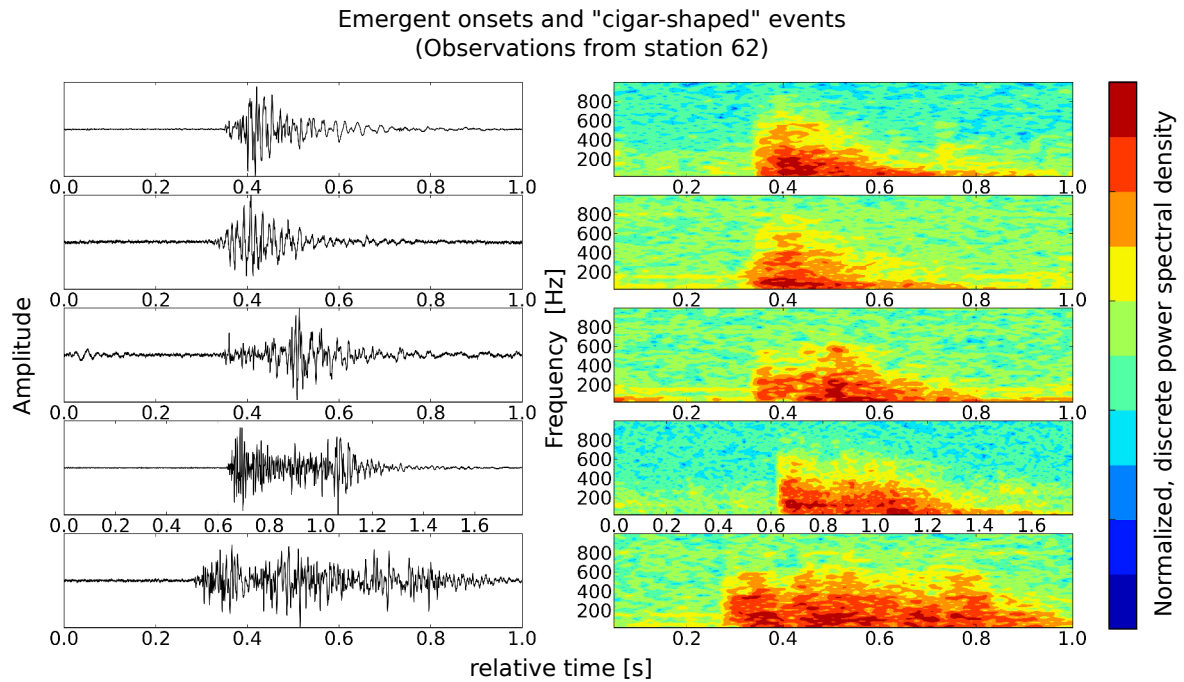 Emergent onsets and "cigar-shaped" events
(Observations from station 62)
Amplitude
0.0 0.2 0.4 0.6 0.8 1.0
0.0 0.2 0.4 0.6 0.8 1.0
0.0 0.2 0.4 0.6 0.8 1.0
0.0 0.2 0.4 0.6 0.8 1.0 1.2 1.4 1.6
0.0 0.2 0.4 0.6 0.8 1.0
Frequency [Hz]
800
600
400
200
0.2 0.4 0.6 0.8 1.0
800
600
400
200
0.2 0.4 0.6 0.8 1.0
800
600
400
200
0.2 0.4 0.6 0.8 1.0
800
600
400
200
0.0 0.2 0.4 0.6 0.8 1.0 1.2 1.4 1.6
800
600
400
200
0.2 0.4 0.6 0.8 1.0
relative time [s]
Normalized, discrete power spectral density